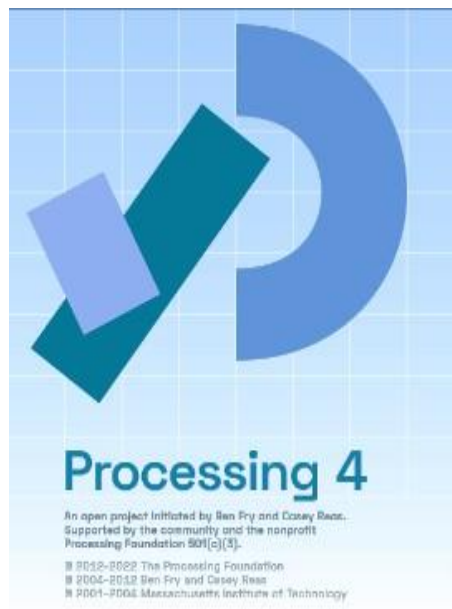 Processing 4
An open project initiated by Ben Fry and Casey Reas.
Supported by the community and the nonprofit
Processing Foundation 501(c)(3).
© 2012-2022 The Processing Foundation
© 2004-2012 Ben Fry and Casey Reas
© 2001-2004 Massachusetts Institute of Technology